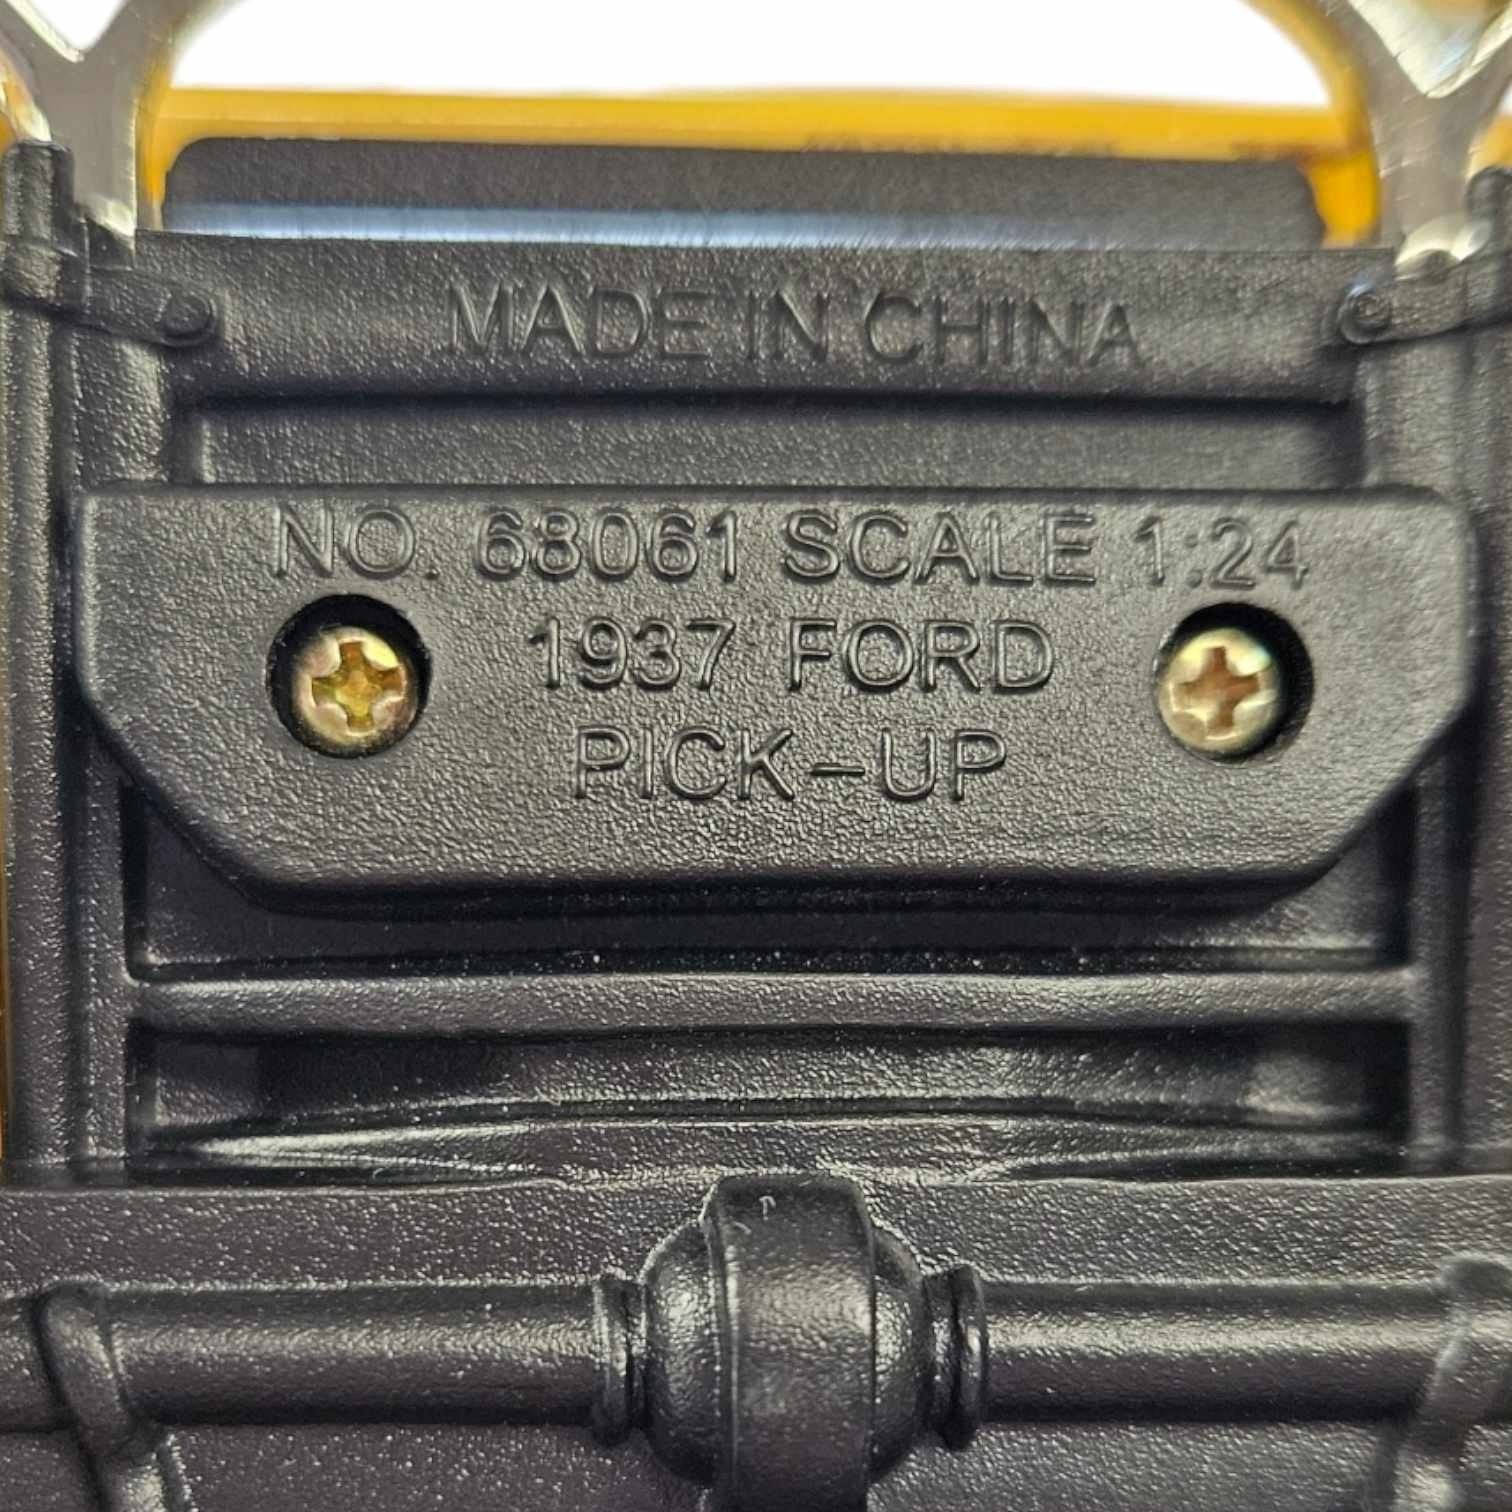 MADE IN CHINA
NO. 68061 SCALE 1:24
1937 FORD
PICK-UP